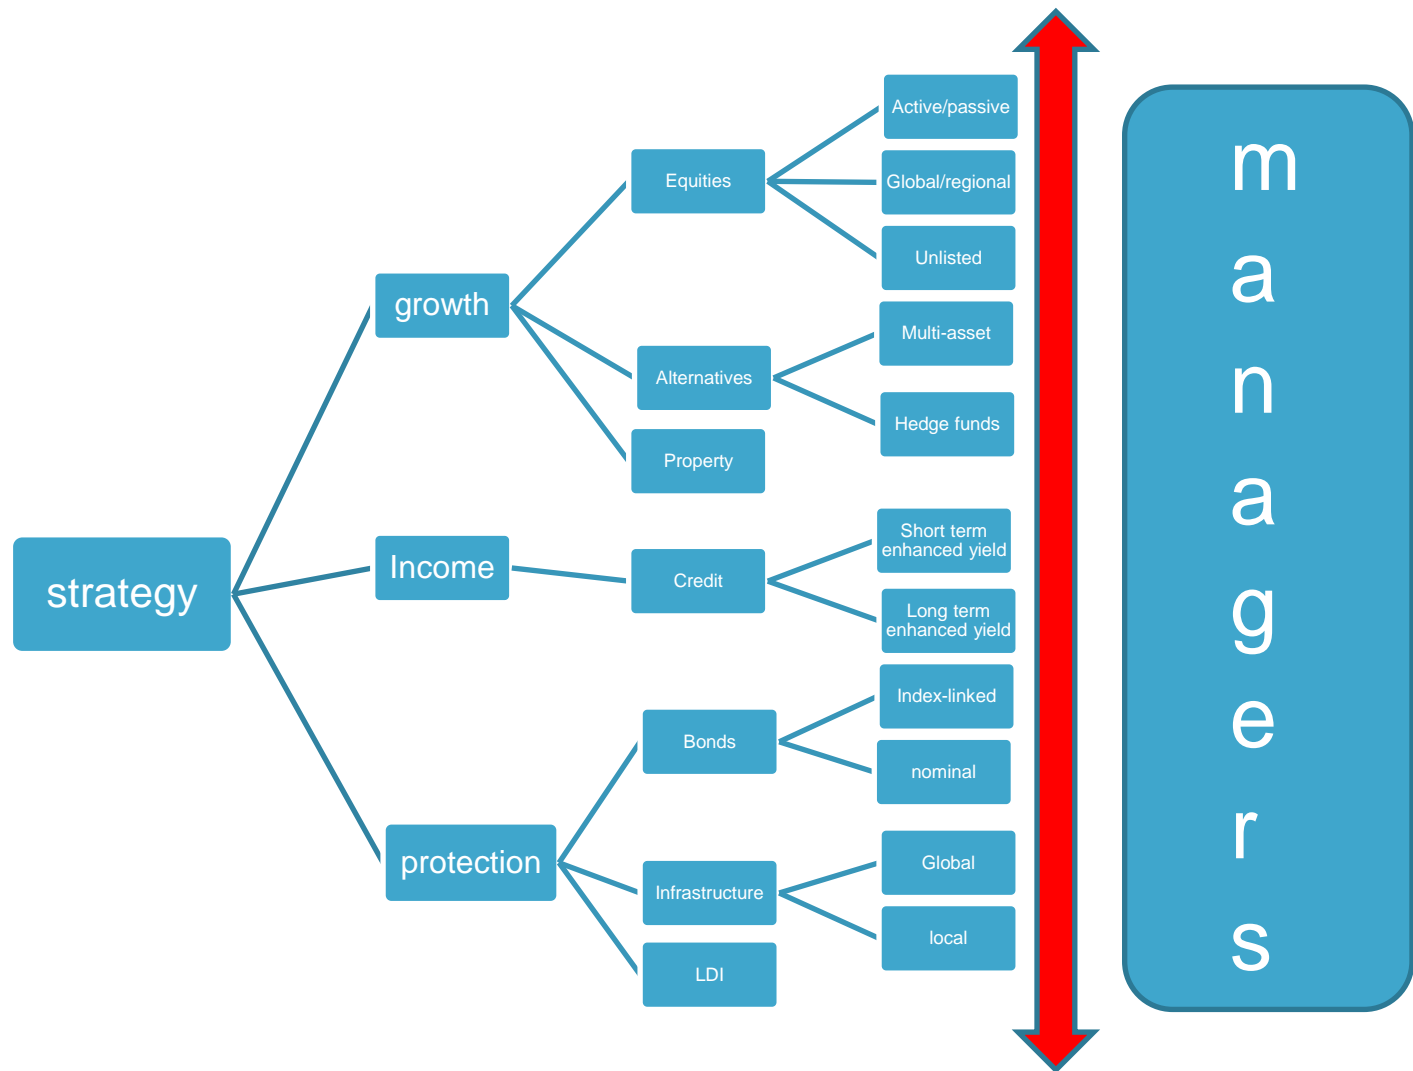 strategy
growth
Equities
Active/passive
Global/regional
Unlisted
Alternatives
Multi-asset
Hedge funds
Property
Income
Credit
Short term
enhanced yield
Long term
enhanced yield
protection
Bonds
Index-linked
nominal
Infrastructure
Global
local
LDI
m
a
n
a
g
e
r
s